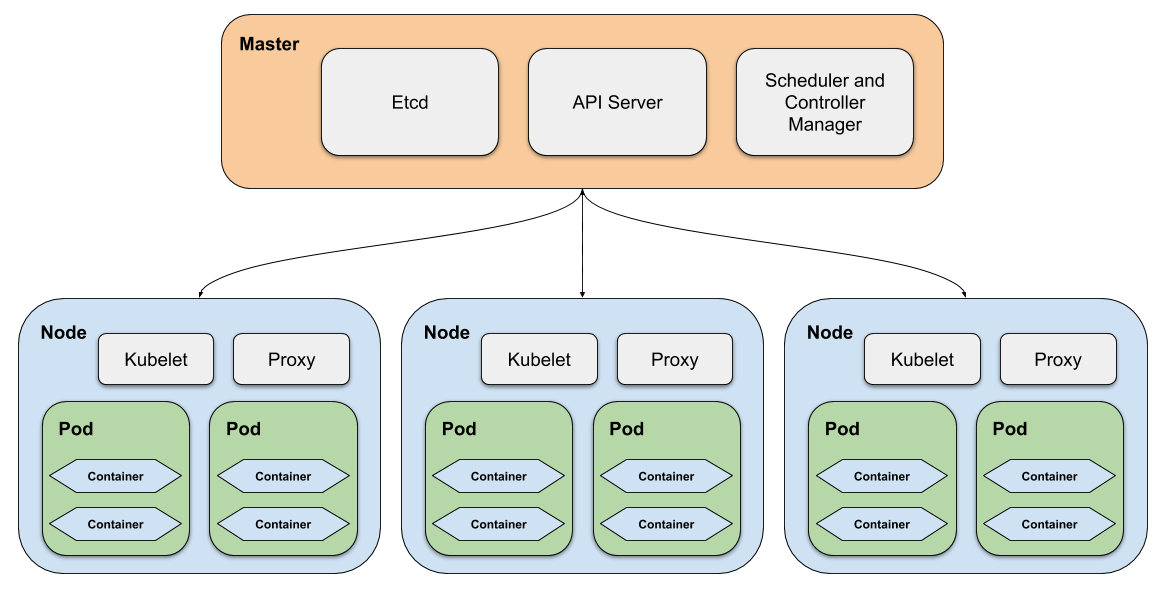 Master
Etcd
API Server
Scheduler and
Controller
Manager
Node
Kubelet
Proxy
Pod
Container
Container
Pod
Container
Container
Node
Kubelet
Proxy
Pod
Container
Container
Pod
Container
Container
Node
Kubelet
Proxy
Pod
Container
Container
Pod
Container
Container